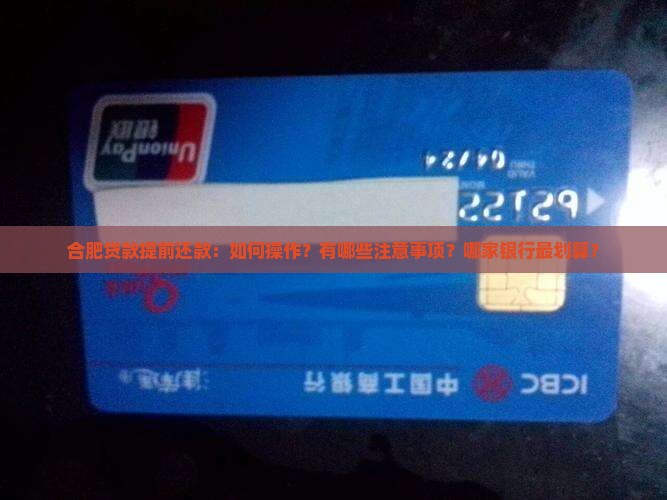 银联
UnionPay
04/24
VALID
THRU
合肥贷款提前还款：如何操作？有哪些注意事项？哪家银行最划算？
ICBC 中国工商银行